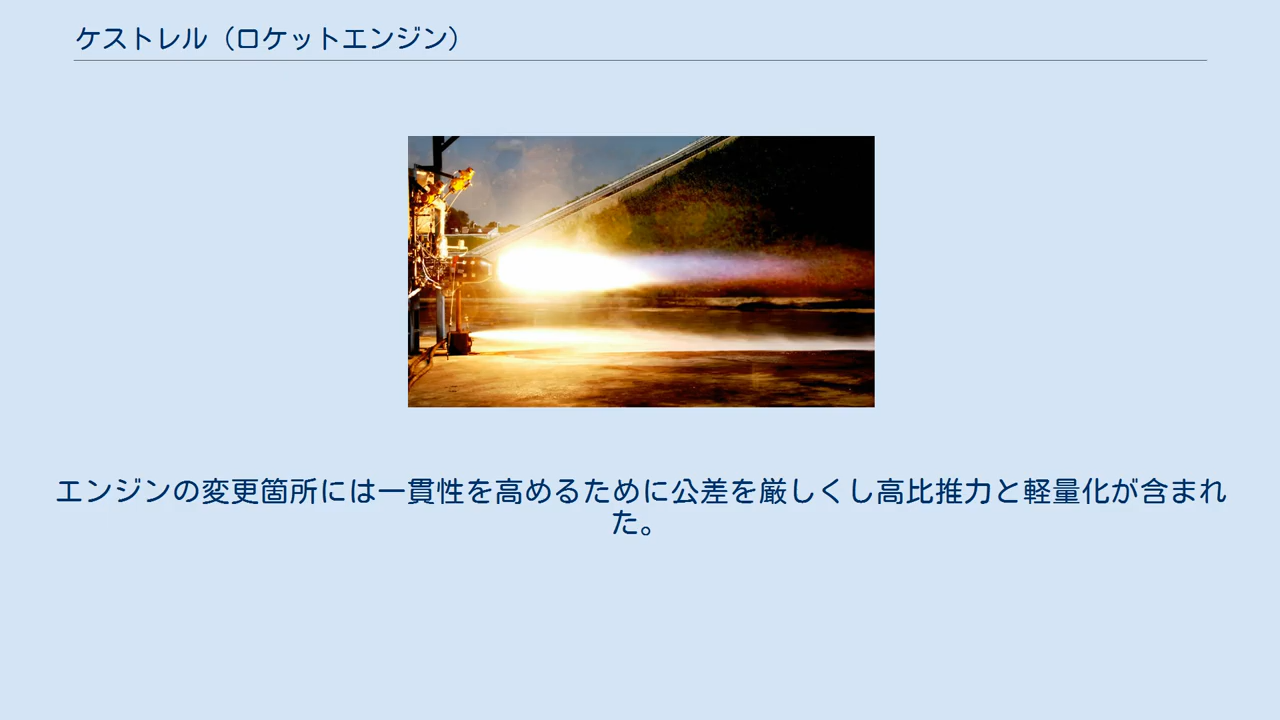 ケストレル（ロケットエンジン）
エンジンの変更箇所には一貫性を高めるために公差を厳しくし高比推力と軽量化が含まれ
た。